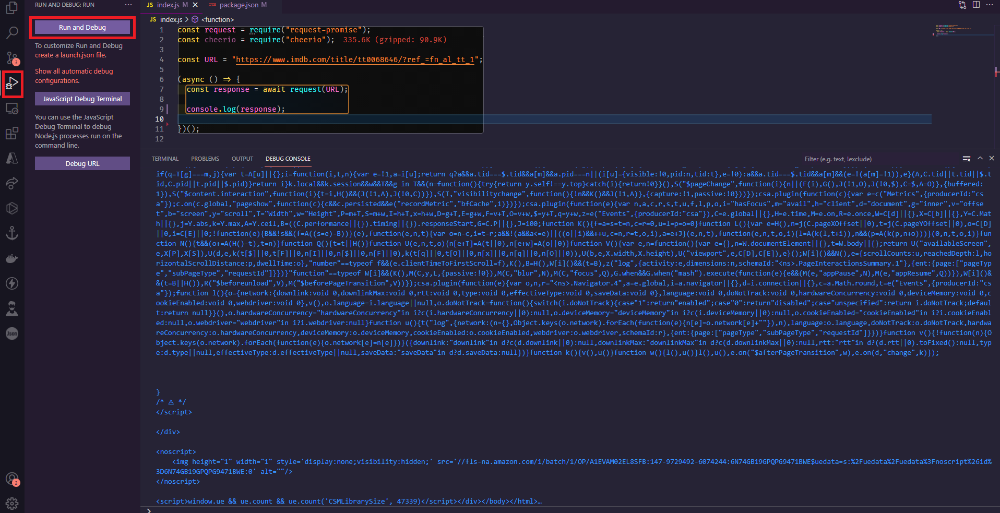 RUN AND DEBUG: RUN ...
Run and Debug
To customize Run and Debug
create a launch.json file.
Show all automatic debug
configurations.
JavaScript Debug Terminal
You can use the JavaScript
Debug Terminal to debug
Node.js processes run on the
command line.
Debug URL
3
2
Json
JS index.js M
package.json M
JS index.js > <function>
1 const request = require("request-promise");
2 const cheerio = require("cheerio"); 335.6K (gzipped: 90.9K)
3
4 const URL = "https://www.imdb.com/title/tt0068646/?ref_=fn_al_tt_1";
5
6 (async () => {
7 const response = await request(URL);
8
9 console.log(response);
10
11 })();
12
TERMINAL PROBLEMS OUTPUT DEBUG CONSOLE Filter (e.g. text, !exclude)
if(q=T[g]===m,j){var t=A[u]||{};i=function(i,t,n){var e=!1,a=i[u];return q?a&&a.tid===$.tid&&a[m]&&a.pid===n||(i[u]={visible:!0,pid:n,tid:t},e=!0):a&&a.tid===$.tid&&a[m]&&(e=!(a[m]=!1)),e}(A,C.tid||t.tid||$.t
id,C.pid||t.pid||$.pid)}return i}k.local&&k.session&&w&&T&&g in T&&(n=function(){try{return y.self!==y.top}catch(i){return!0}}(),S("$pageChange",function(i){n||(F(i),G(),J(!1,O),J(!0,$),C=$,A=O)},{buffered:
1}),S("$content.interaction",function(i){t=i,H()&&(J(!1,A),J(!0,C))}),S(T,"visibilitychange",function(){!n&&K()&&J(!1,A)},{capture:!1,passive:!0}))});csa.plugin(function(c){var e=c("Metrics",{producerId:"cs
a"});c.on(c.global,"pageshow",function(c){c&&c.persisted&&e("recordMetric","bfCache",1)})});csa.plugin(function(e){var n,a,c,r,s,t,u,f,l,p,o,i="hasFocus",m="avail",h="client",d="document",g="inner",v="offse
t",b="screen",y="scroll",T="Width",w="Height",P=m+T,S=m+w,I=h+T,x=h+w,D=g+T,E=g+w,F=v+T,O=v+w,$=y+T,q=y+w,z=e("Events",{producerId:"csa"}),C=e.global||{},H=e.time,M=e.on,R=e.once,W=C[d]||{},X=C[b]||{},Y=C.Mat
h||{},j=Y.abs,k=Y.max,A=Y.ceil,B=((C.performance||{}).timing||{}).responseStart,G=C.P||{},J=100;function K(){f=a=s=t=n,c=r=0,u=l=p=o=0}function L(){var e=H(),n=j(C.pageXOffset||0),t=j(C.pageYOffset||0),o=C[D]
||0,i=C[E]||0;!function(e){B&&!s&&(f=A((s=e)-B))}(e),function(e,n,t){var o=n-c,i=t-r;a&&!(a&&a<=e)||((o||i)&&++u,c=n,r=t,o,i),a=e+J}(e,n,t),function(e,n,t,o,i){l=A(k(l,t+i)),n&&(p=A(k(p,n+o)))}(0,n,t,o,i)}f
unction N(){t&&(o+=A(H()-t),t=n)}function Q(){t=t||H()}function U(e,n,t,o){n[e+T]=A(t||0),n[e+w]=A(o||0)}function V(){var e,n=function(){var e={},n=W.documentElement||{},t=W.body||{};return U("availableScreen",
e,X[P],X[S]),U(d,e,k(t[$]||0,t[F]||0,n[I]||0,n[$]||0,n[F]||0),k(t[q]||0,t[O]||0,n[x]||0,n[q]||0,n[O]||0)),U(b,e,X.width,X.height),U("viewport",e,C[D],C[E]),e}();W[i]()&&N(),e={scrollCounts:u,reachedDepth:l,ho
rizontalScrollDistance:p,dwellTime:o},"number"==typeof f&&(e.clientTimeToFirstScroll=f),K(),B=H(),W[i]()&&(t=B),z("log",{activity:e,dimensions:n,schemaId:"<ns>.PageInteractionsSummary.1"},{ent:{page:["pageTyp
e","subPageType","requestId"]}})}"function"==typeof W[i]&&(K(),M(C,y,L,{passive:!0}),M(C,"blur",N),M(C,"focus",Q),G.when&&G.when("mash").execute(function(e){e&&(M(e,"appPause",N),M(e,"appResume",Q))}),W[i]()&
&(t=B||H()),R("$beforeunload",V),M("$beforePageTransition",V))});csa.plugin(function(e){var o,n,r="<ns>.Navigator.4",a=e.global,i=a.navigator||{},d=i.connection||{},c=a.Math.round,t=e("Events",{producerId:"cs
a"});function l(){o={network:{downlink:void 0,downlinkMax:void 0,rtt:void 0,type:void 0,effectiveType:void 0,saveData:void 0},language:void 0,doNotTrack:void 0,hardwareConcurrency:void 0,deviceMemory:void 0,c
ookieEnabled:void 0,webdriver:void 0},v(),o.language=i.language||null,o.doNotTrack=function(){switch(i.doNotTrack){case"1":return"enabled";case"0":return"disabled";case"unspecified":return i.doNotTrack;defaul
t:return null}}(),o.hardwareConcurrency="hardwareConcurrency"in i?c(i.hardwareConcurrency||0):null,o.deviceMemory="deviceMemory"in i?c(i.deviceMemory||0):null,o.cookieEnabled="cookieEnabled"in i?i.cookieEnabl
ed:null,o.webdriver="webdriver"in i?i.webdriver:null}function u(){t("log",{network:(n={},Object.keys(o.network).forEach(function(e){n[e]=o.network[e]+""}),n),language:o.language,doNotTrack:o.doNotTrack,hardwa
reConcurrency:o.hardwareConcurrency,deviceMemory:o.deviceMemory,cookieEnabled:o.cookieEnabled,webdriver:o.webdriver,schemaId:r},{ent:{page:["pageType","subPageType","requestId"]}})}function v(){!function(n){O
bject.keys(o.network).forEach(function(e){o.network[e]=n[e]})}({downlink:"downlink"in d?c(d.downlink||0):null,downlinkMax:"downlinkMax"in d?c(d.downlinkMax||0):null,rtt:"rtt"in d?(d.rtt||0).toFixed():null,typ
e:d.type||null,effectiveType:d.effectiveType||null,saveData:"saveData"in d?d.saveData:null})}function k(){v(),u()}function w(){l(),u()}l(),u(),e.on("$afterPageTransition",w),e.on(d,"change",k)});
}
/* ◬ */
</script>
</div>
<noscript>
<img height="1" width="1" style='display:none;visibility:hidden;' src='//fls-na.amazon.com/1/batch/1/OP/A1EVAM02EL8SFB:147-9729492-6074244:6N74GB19GPQPG9471BWE$uedata=s:%2Fuedata%2Fuedata%3Fnoscript%26id%
3D6N74GB19GPQPG9471BWE:0' alt=""/>
</noscript>
<script>window.ue && ue.count && ue.count('CSMLibrarySize', 47339)</script></div></body></html>…